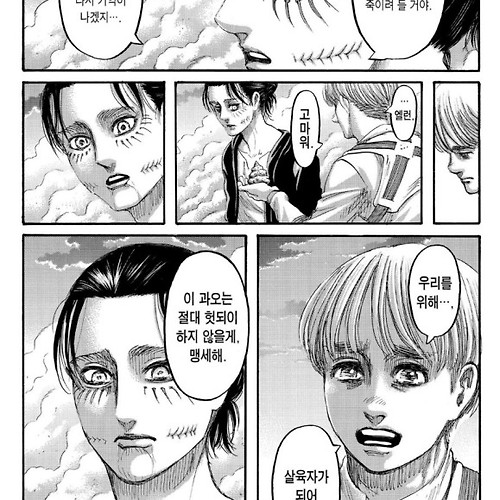 나겠지….
죽이려 들 거야.
…
엘런.
고마워.
우리를
위해…,
살육자가
되어
이 과오는
절대 헛되이
하지 않을게,
맹세해.